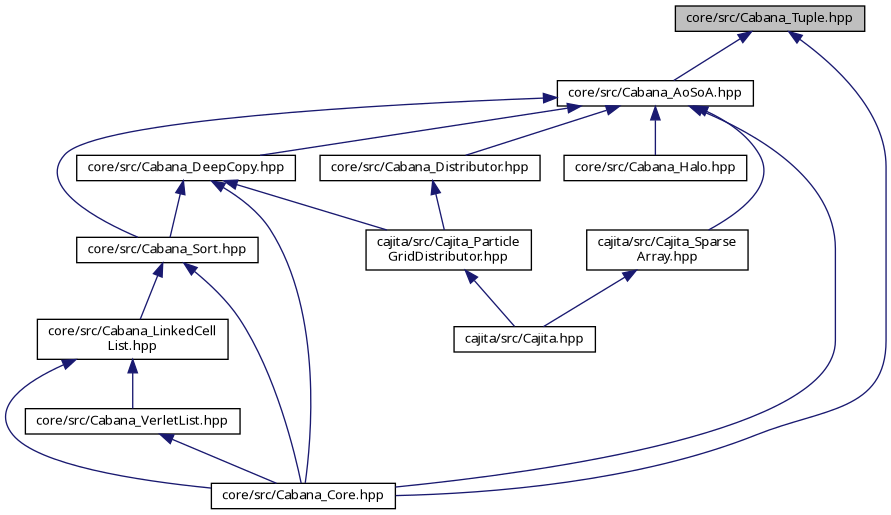 core/src/Cabana_Tuple.hpp
core/src/Cabana_AoSoA.hpp
core/src/Cabana_DeepCopy.hpp
core/src/Cabana_Distributor.hpp
core/src/Cabana_Halo.hpp
core/src/Cabana_Sort.hpp
cajita/src/Cajita_Particle
GridDistributor.hpp
cajita/src/Cajita_Sparse
Array.hpp
core/src/Cabana_LinkedCell
List.hpp
cajita/src/Cajita.hpp
core/src/Cabana_VerletList.hpp
core/src/Cabana_Core.hpp